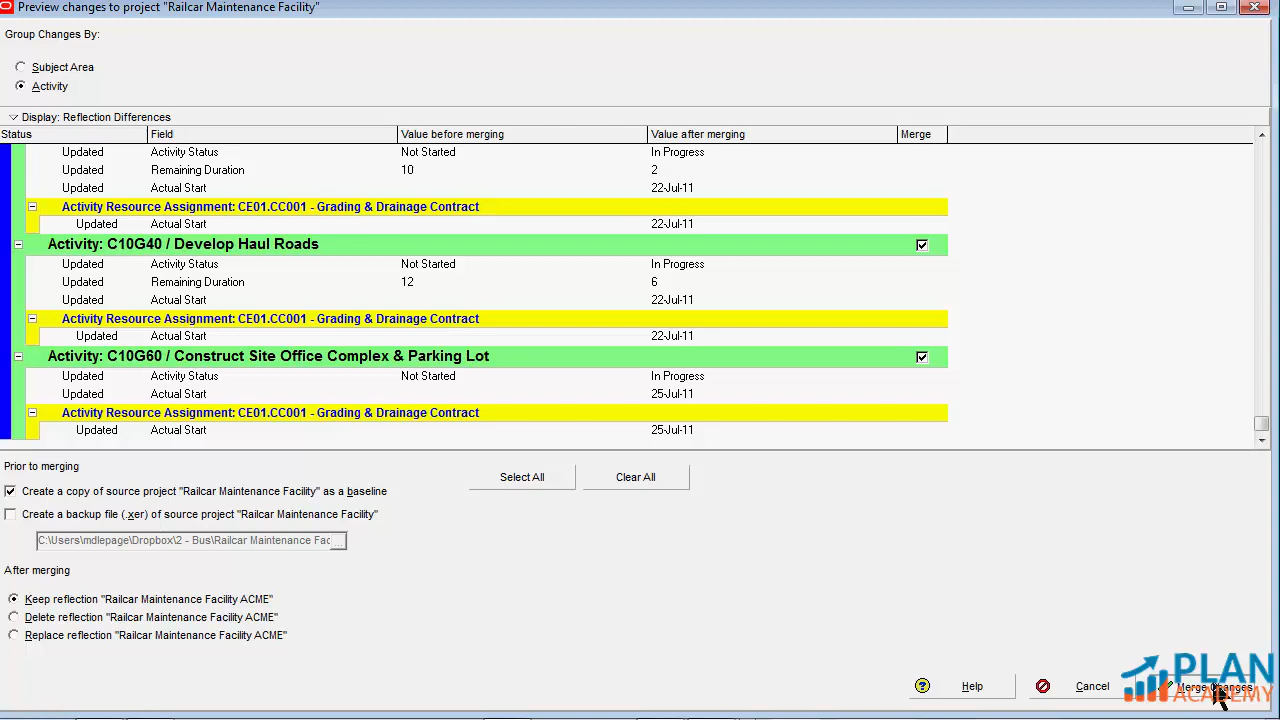 Preview changes to project "Railcar Maintenance Facility"
Group Changes By:
Subject Area
Activity
Display: Reflection Differences
Status Field Value before merging Value after merging Merge
Updated Activity Status Not Started In Progress
Updated Remaining Duration 10 2
Updated Actual Start 22-Jul-11
Activity Resource Assignment: CE01.CC001 - Grading & Drainage Contract
Updated Actual Start 22-Jul-11
Activity: C10G40 / Develop Haul Roads
Updated Activity Status Not Started In Progress
Updated Remaining Duration 12 6
Updated Actual Start 22-Jul-11
Activity Resource Assignment: CE01.CC001 - Grading & Drainage Contract
Updated Actual Start 22-Jul-11
Activity: C10G60 / Construct Site Office Complex & Parking Lot
Updated Activity Status Not Started In Progress
Updated Actual Start 25-Jul-11
Activity Resource Assignment: CE01.CC001 - Grading & Drainage Contract
Updated Actual Start 25-Jul-11
Prior to merging
Select All Clear All
Create a copy of source project "Railcar Maintenance Facility" as a baseline
Create a backup file (.xer) of source project "Railcar Maintenance Facility"
C:\Users\mdlepage\Dropbox\2 - Bus\Railcar Maintenance Fac ...
After merging
Keep reflection "Railcar Maintenance Facility ACME"
Delete reflection "Railcar Maintenance Facility ACME"
Replace reflection "Railcar Maintenance Facility ACME"
Help Cancel Merge Changes
PLAN
ACADEMY